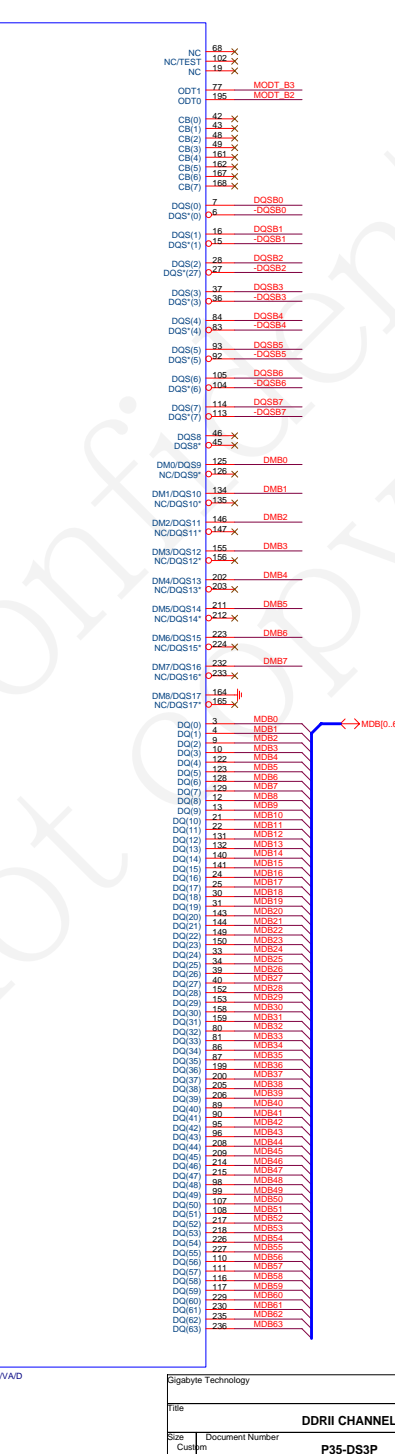 NC 68
NC/TEST 102
NC 19
ODT1 77 MODT_B3
ODT0 195 MODT_B2
CB(0) 42
CB(1) 43
CB(2) 48
CB(3) 49
CB(4) 161
CB(5) 162
CB(6) 167
CB(7) 168
DQS(0) 7 DQSB0
DQS*(0) 6 -DQSB0
DQS(1) 16 DQSB1
DQS*(1) 15 -DQSB1
DQS(2) 28 DQSB2
DQS*(27) 27 -DQSB2
DQS(3) 37 DQSB3
DQS*(3) 36 -DQSB3
DQS(4) 84 DQSB4
DQS*(4) 83 -DQSB4
DQS(5) 93 DQSB5
DQS*(5) 92 -DQSB5
DQS(6) 105 DQSB6
DQS*(6) 104 -DQSB6
DQS(7) 114 DQSB7
DQS*(7) 113 -DQSB7
DQS8 46
DQS8* 45
DM0/DQS9 125 DMB0
NC/DQS9* 126
DM1/DQS10 134 DMB1
NC/DQS10* 135
DM2/DQS11 146 DMB2
NC/DQS11* 147
DM3/DQS12 155 DMB3
NC/DQS12* 156
DM4/DQS13 202 DMB4
NC/DQS13* 203
DM5/DQS14 211 DMB5
NC/DQS14* 212
DM6/DQS15 223 DMB6
NC/DQS15* 224
DM7/DQS16 232 DMB7
NC/DQS16* 233
DM8/DQS17 164
NC/DQS17* 165
DQ(0) 3 MDB0 MDB[0..6
DQ(1) 4 MDB1
DQ(2) 9 MDB2
DQ(3) 10 MDB3
DQ(4) 122 MDB4
DQ(5) 123 MDB5
DQ(6) 128 MDB6
DQ(7) 129 MDB7
DQ(8) 12 MDB8
DQ(9) 13 MDB9
DQ(10) 21 MDB10
DQ(11) 22 MDB11
DQ(12) 131 MDB12
DQ(13) 132 MDB13
DQ(14) 140 MDB14
DQ(15) 141 MDB15
DQ(16) 24 MDB16
DQ(17) 25 MDB17
DQ(18) 30 MDB18
DQ(19) 31 MDB19
DQ(20) 143 MDB20
DQ(21) 144 MDB21
DQ(22) 149 MDB22
DQ(23) 150 MDB23
DQ(24) 33 MDB24
DQ(25) 34 MDB25
DQ(26) 39 MDB26
DQ(27) 40 MDB27
DQ(28) 152 MDB28
DQ(29) 153 MDB29
DQ(30) 158 MDB30
DQ(31) 159 MDB31
DQ(32) 80 MDB32
DQ(33) 81 MDB33
DQ(34) 86 MDB34
DQ(35) 87 MDB35
DQ(36) 199 MDB36
DQ(37) 200 MDB37
DQ(38) 205 MDB38
DQ(39) 206 MDB39
DQ(40) 89 MDB40
DQ(41) 90 MDB41
DQ(42) 95 MDB42
DQ(43) 96 MDB43
DQ(44) 208 MDB44
DQ(45) 209 MDB45
DQ(46) 214 MDB46
DQ(47) 215 MDB47
DQ(48) 98 MDB48
DQ(49) 99 MDB49
DQ(50) 107 MDB50
DQ(51) 108 MDB51
DQ(52) 217 MDB52
DQ(53) 218 MDB53
DQ(54) 226 MDB54
DQ(55) 227 MDB55
DQ(56) 110 MDB56
DQ(57) 111 MDB57
DQ(58) 116 MDB58
DQ(59) 117 MDB59
DQ(60) 229 MDB60
DQ(61) 230 MDB61
DQ(62) 235 MDB62
DQ(63) 236 MDB63
/VA/D
Gigabyte Technology
Title
DDRII CHANNEL
Size Document Number
Custom P35-DS3P